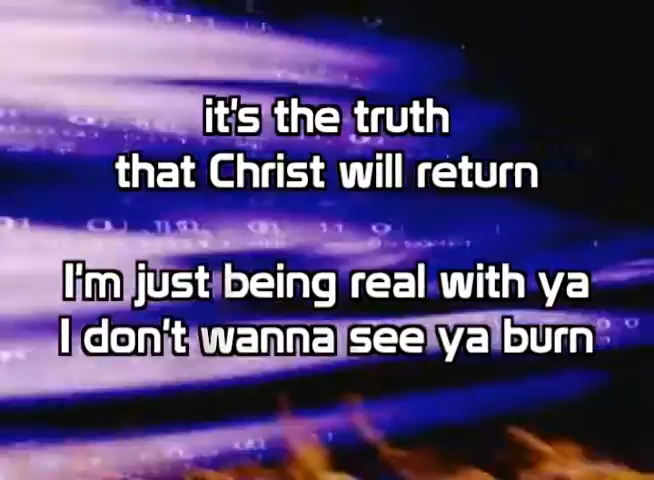 it's the truth
that Christ will return
I'm just being real with ya
I don't wanna see ya burn